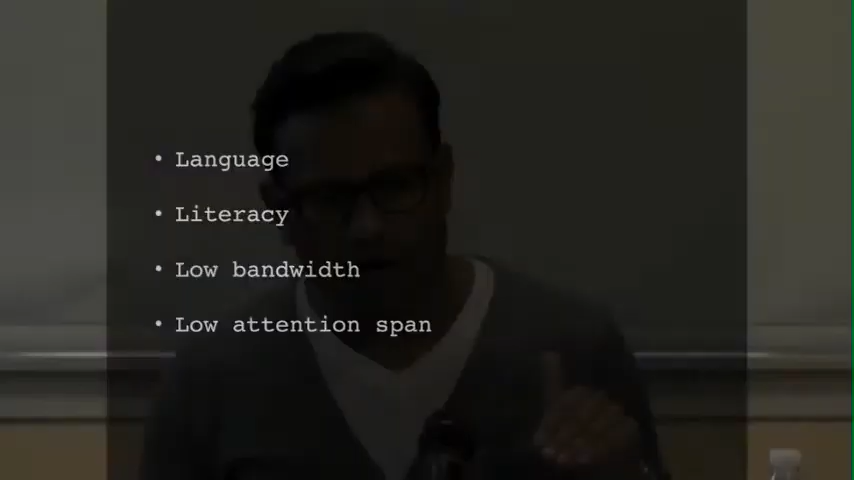 • Language
• Literacy
• Low bandwidth
• Low attention span